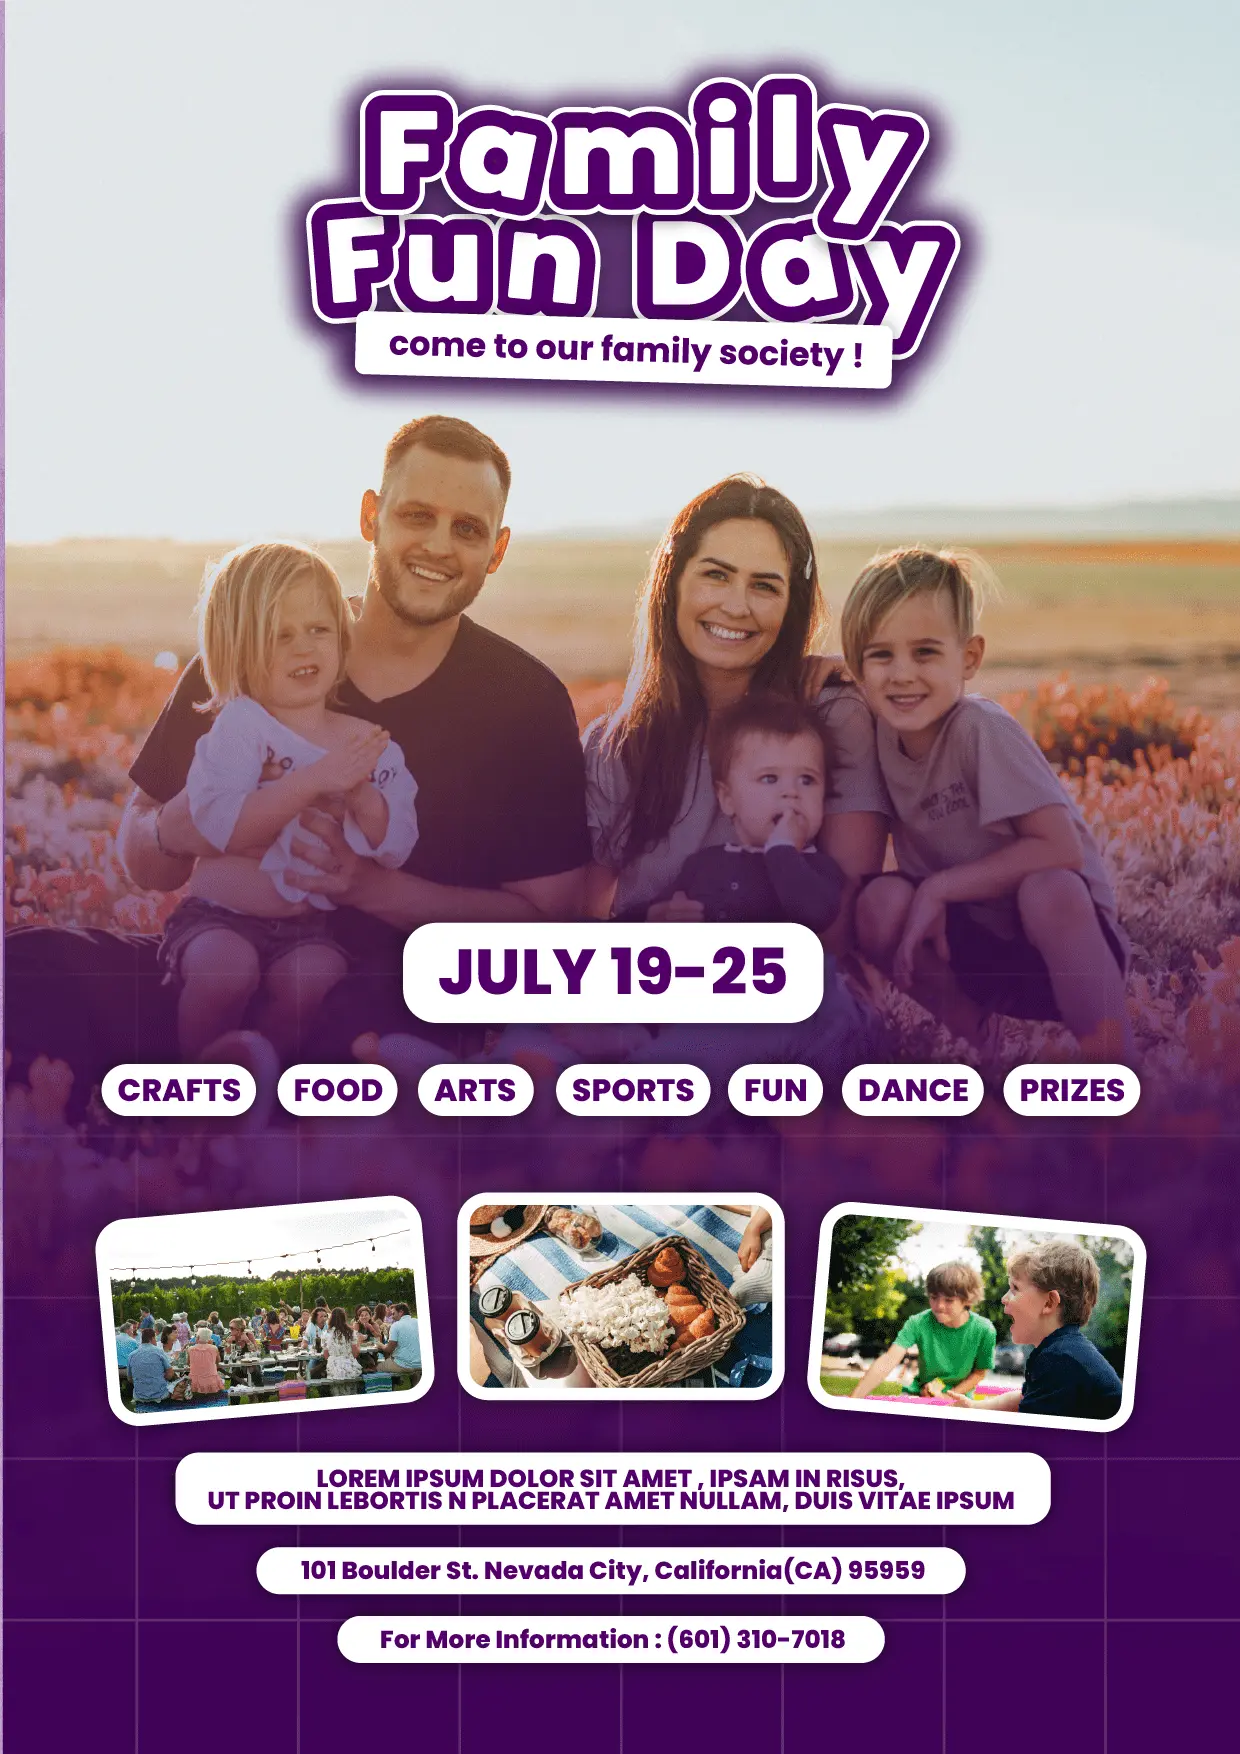 Family
Fun Day
come to our family society !
JULY 19-25
CRAFTS FOOD ARTS SPORTS FUN DANCE PRIZES
LOREM IPSUM DOLOR SIT AMET , IPSAM IN RISUS,
UT PROIN LEBORTIS N PLACERAT AMET NULLAM, DUIS VITAE IPSUM
101 Boulder St. Nevada City, California(CA) 95959
For More Information : (601) 310-7018